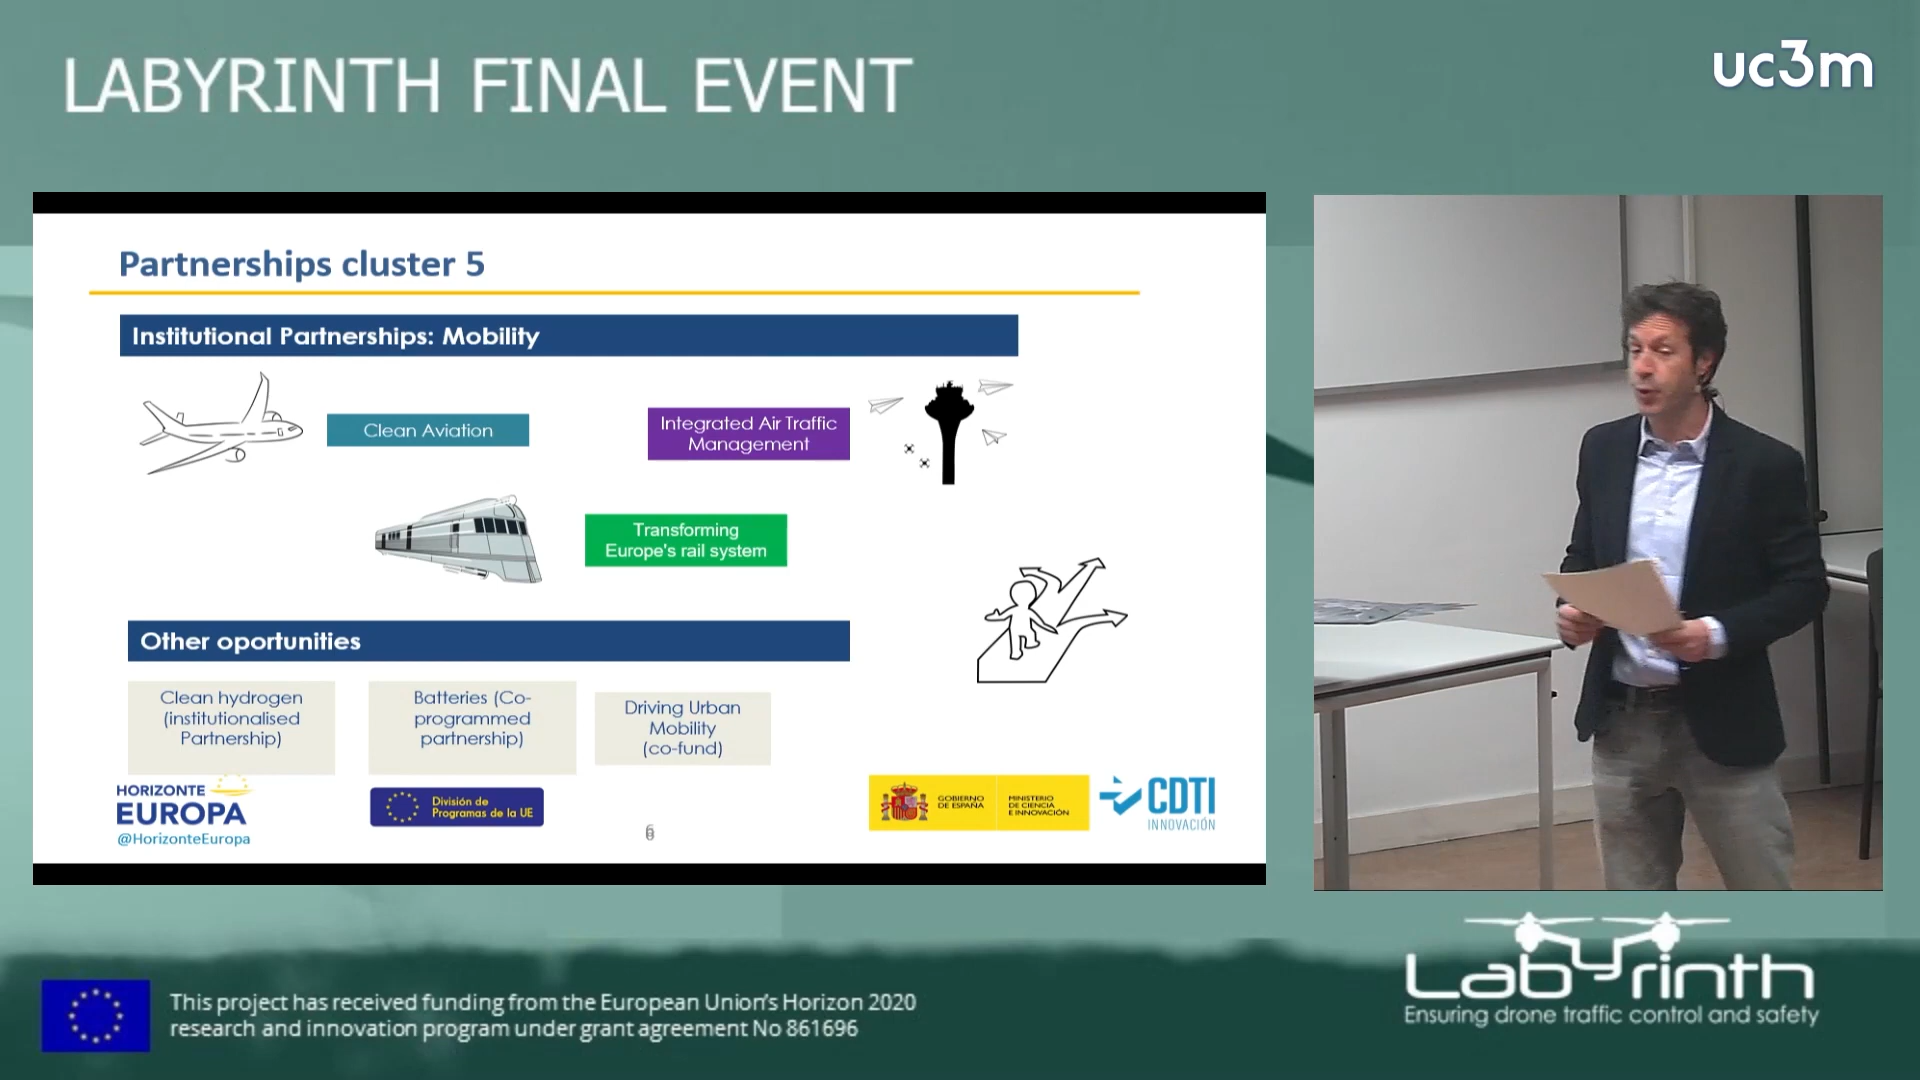 LABYRINTH FINAL EVENT
uc3m
Partnerships cluster 5
Institutional Partnerships: Mobility
Clean Aviation
Integrated Air Traffic
Management
Transforming
Europe's rail system
Other oportunities
Clean hydrogen
(institutionalised
Partnership)
Batteries (Co-
programmed
partnership)
Driving Urban
Mobility
(co-fund)
HORIZONTE
EUROPA
@HorizonteEuropa
División de
Programas de la UE
GOBIERNO
DE ESPAÑA
MINISTERIO
DE CIENCIA
E INNOVACIÓN
CDTI
INNOVACIÓN
This project has received funding from the European Union's Horizon 2020
research and innovation program under grant agreement No 861696
Labyrinth
Ensuring drone traffic control and safety